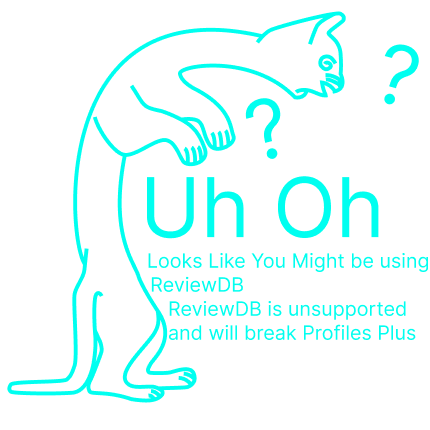 ?
?
Uh Oh
Looks Like You Might be using
ReviewDB
ReviewDB is unsupported
and will break Profiles Plus